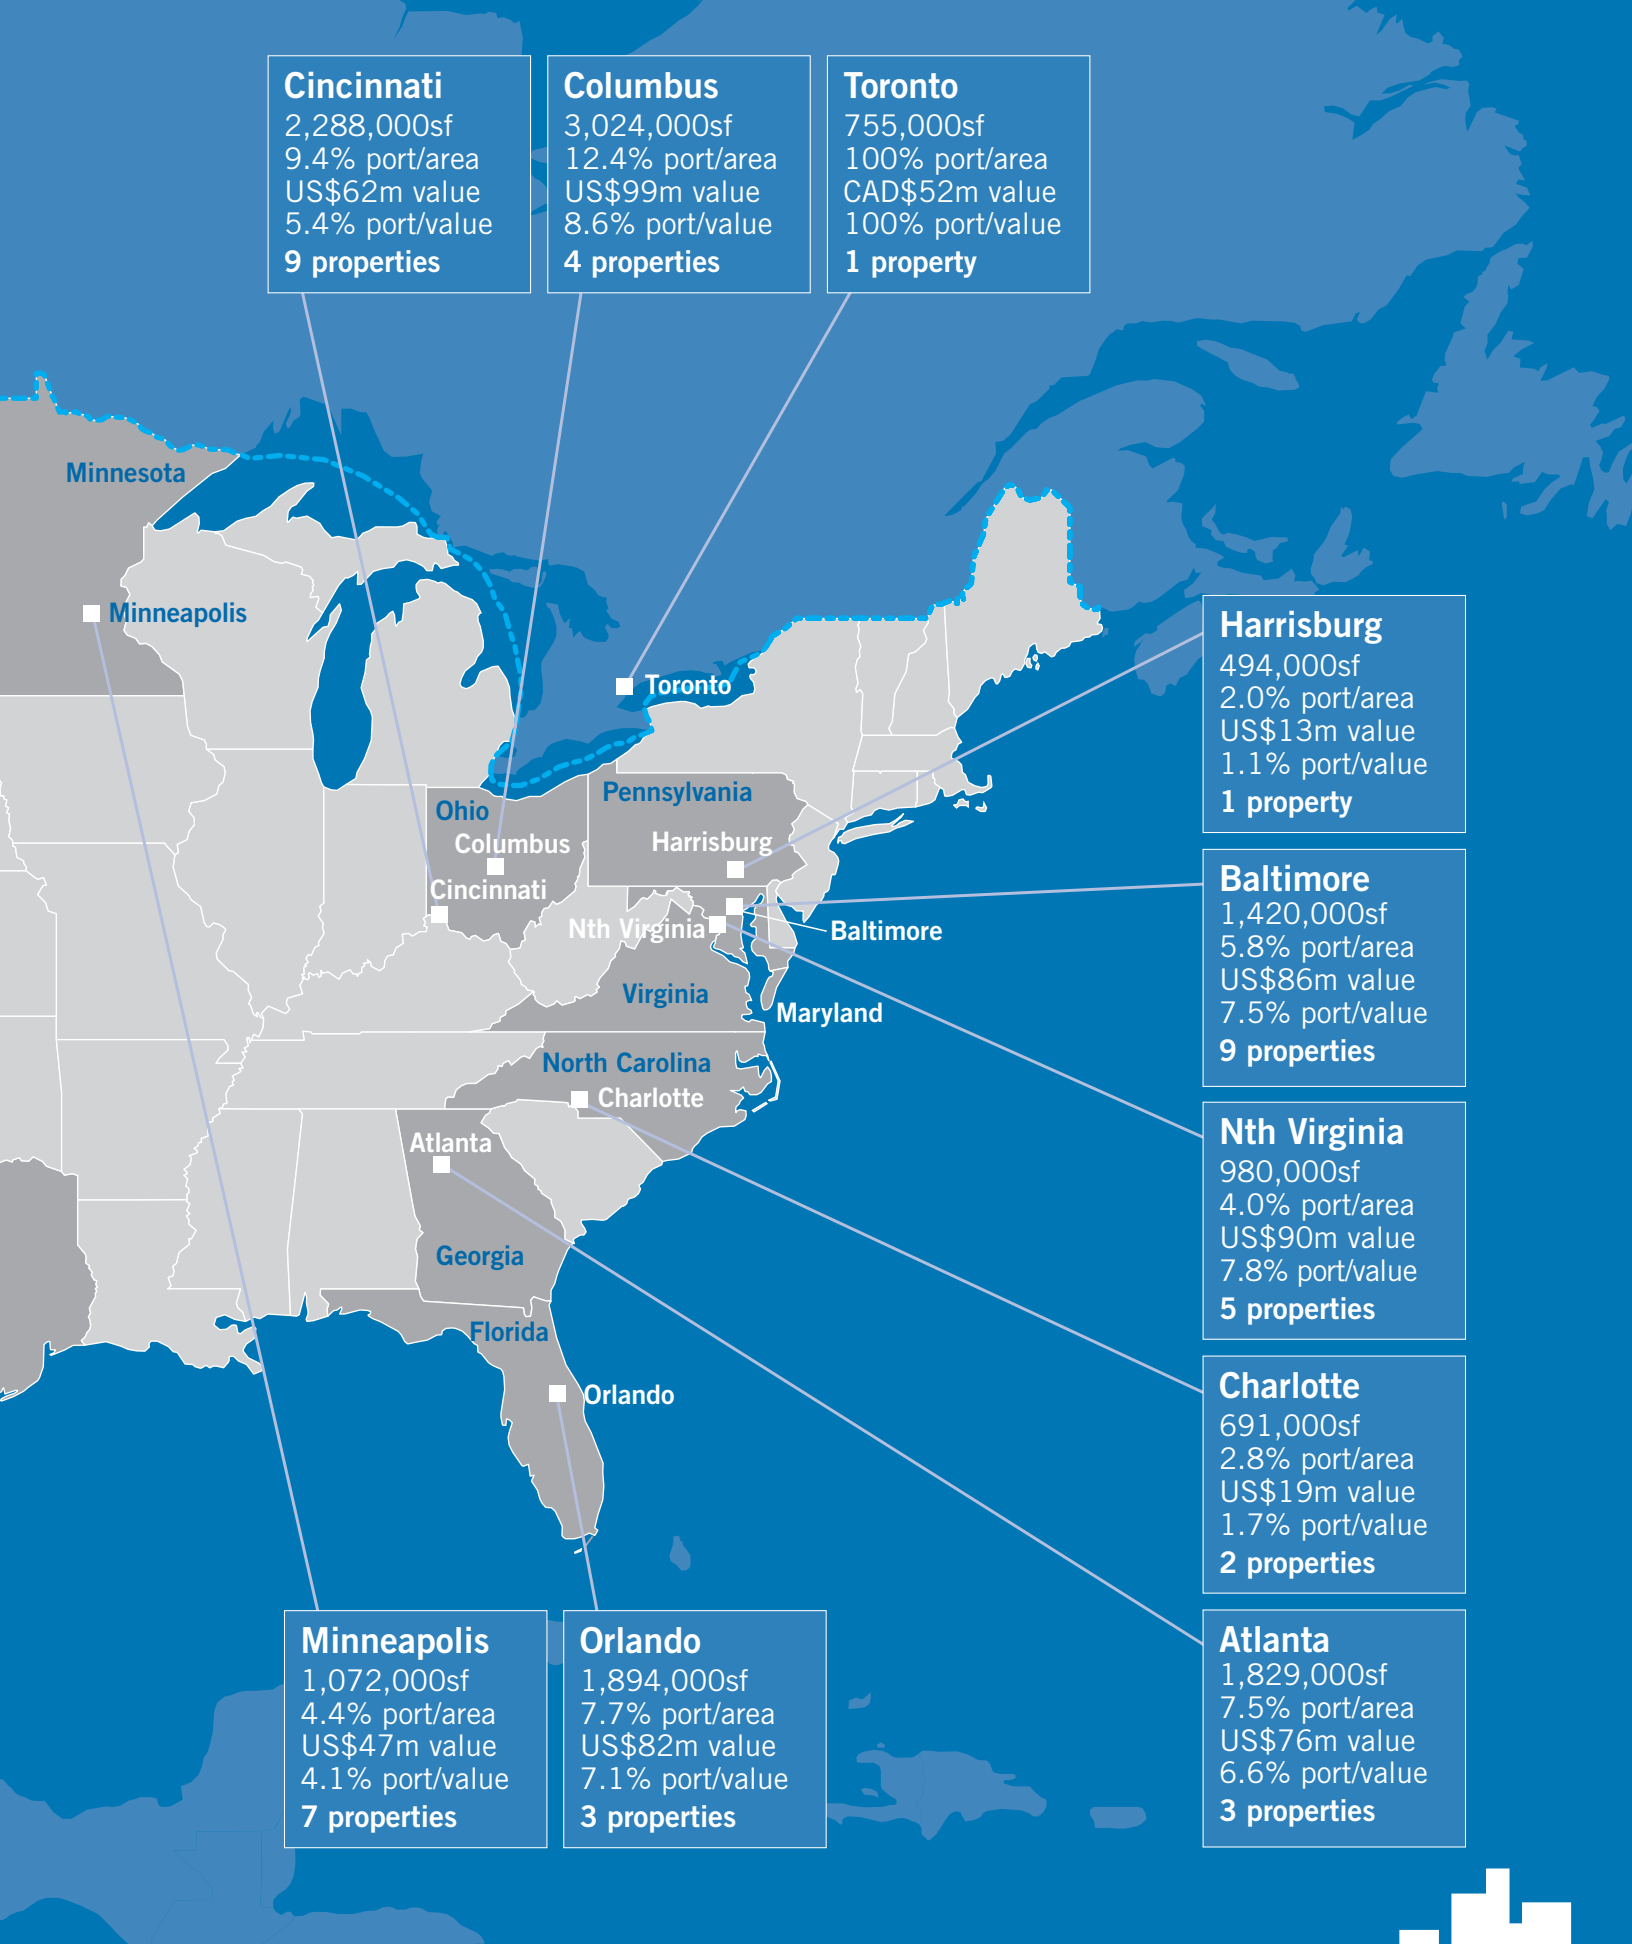 Cincinnati
2,288,000sf
9.4% port/area
US$62m value
5.4% port/value
9 properties
Columbus
3,024,000sf
12.4% port/area
US$99m value
8.6% port/value
4 properties
Toronto
755,000sf
100% port/area
CAD$52m value
100% port/value
1 property
Minnesota
Minneapolis
Toronto
Ohio
Columbus
Cincinnati
Pennsylvania
Harrisburg
Nth Virginia
Baltimore
Virginia
Maryland
North Carolina
Charlotte
Atlanta
Georgia
Florida
Orlando
Harrisburg
494,000sf
2.0% port/area
US$13m value
1.1% port/value
1 property
Baltimore
1,420,000sf
5.8% port/area
US$86m value
7.5% port/value
9 properties
Nth Virginia
980,000sf
4.0% port/area
US$90m value
7.8% port/value
5 properties
Charlotte
691,000sf
2.8% port/area
US$19m value
1.7% port/value
2 properties
Minneapolis
1,072,000sf
4.4% port/area
US$47m value
4.1% port/value
7 properties
Orlando
1,894,000sf
7.7% port/area
US$82m value
7.1% port/value
3 properties
Atlanta
1,829,000sf
7.5% port/area
US$76m value
6.6% port/value
3 properties